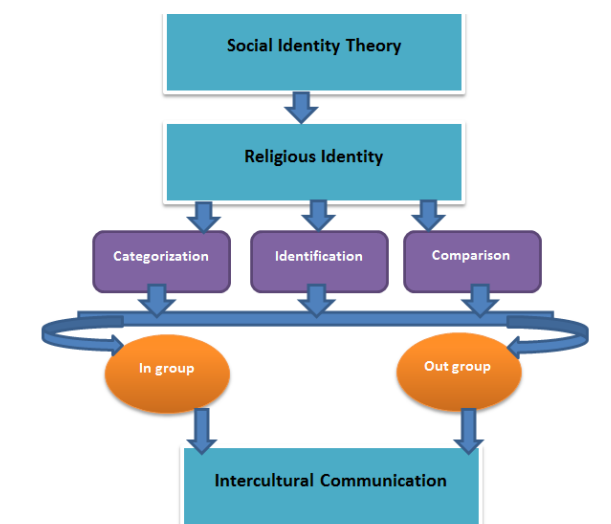 Social Identity Theory
Religious Identity
Categorization
Identification
Comparison
In group
Out group
Intercultural Communication